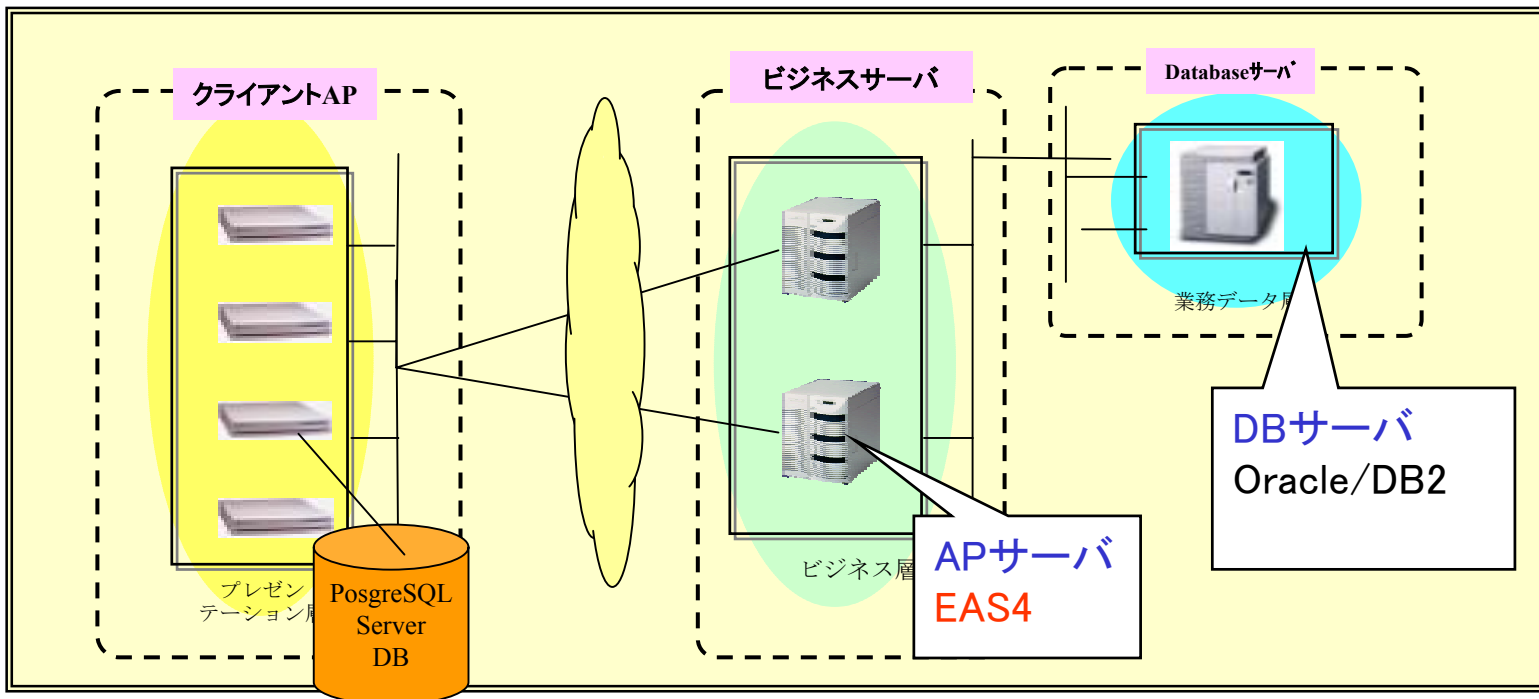 クライアントAP
ビジネスサーバ
Databaseｻｰﾊﾞ
業務データ層
DBサーバ
Oracle/DB2
ビジネス層
APサーバ
EAS4
プレゼン
テーション層
PosgreSQL
Server
DB